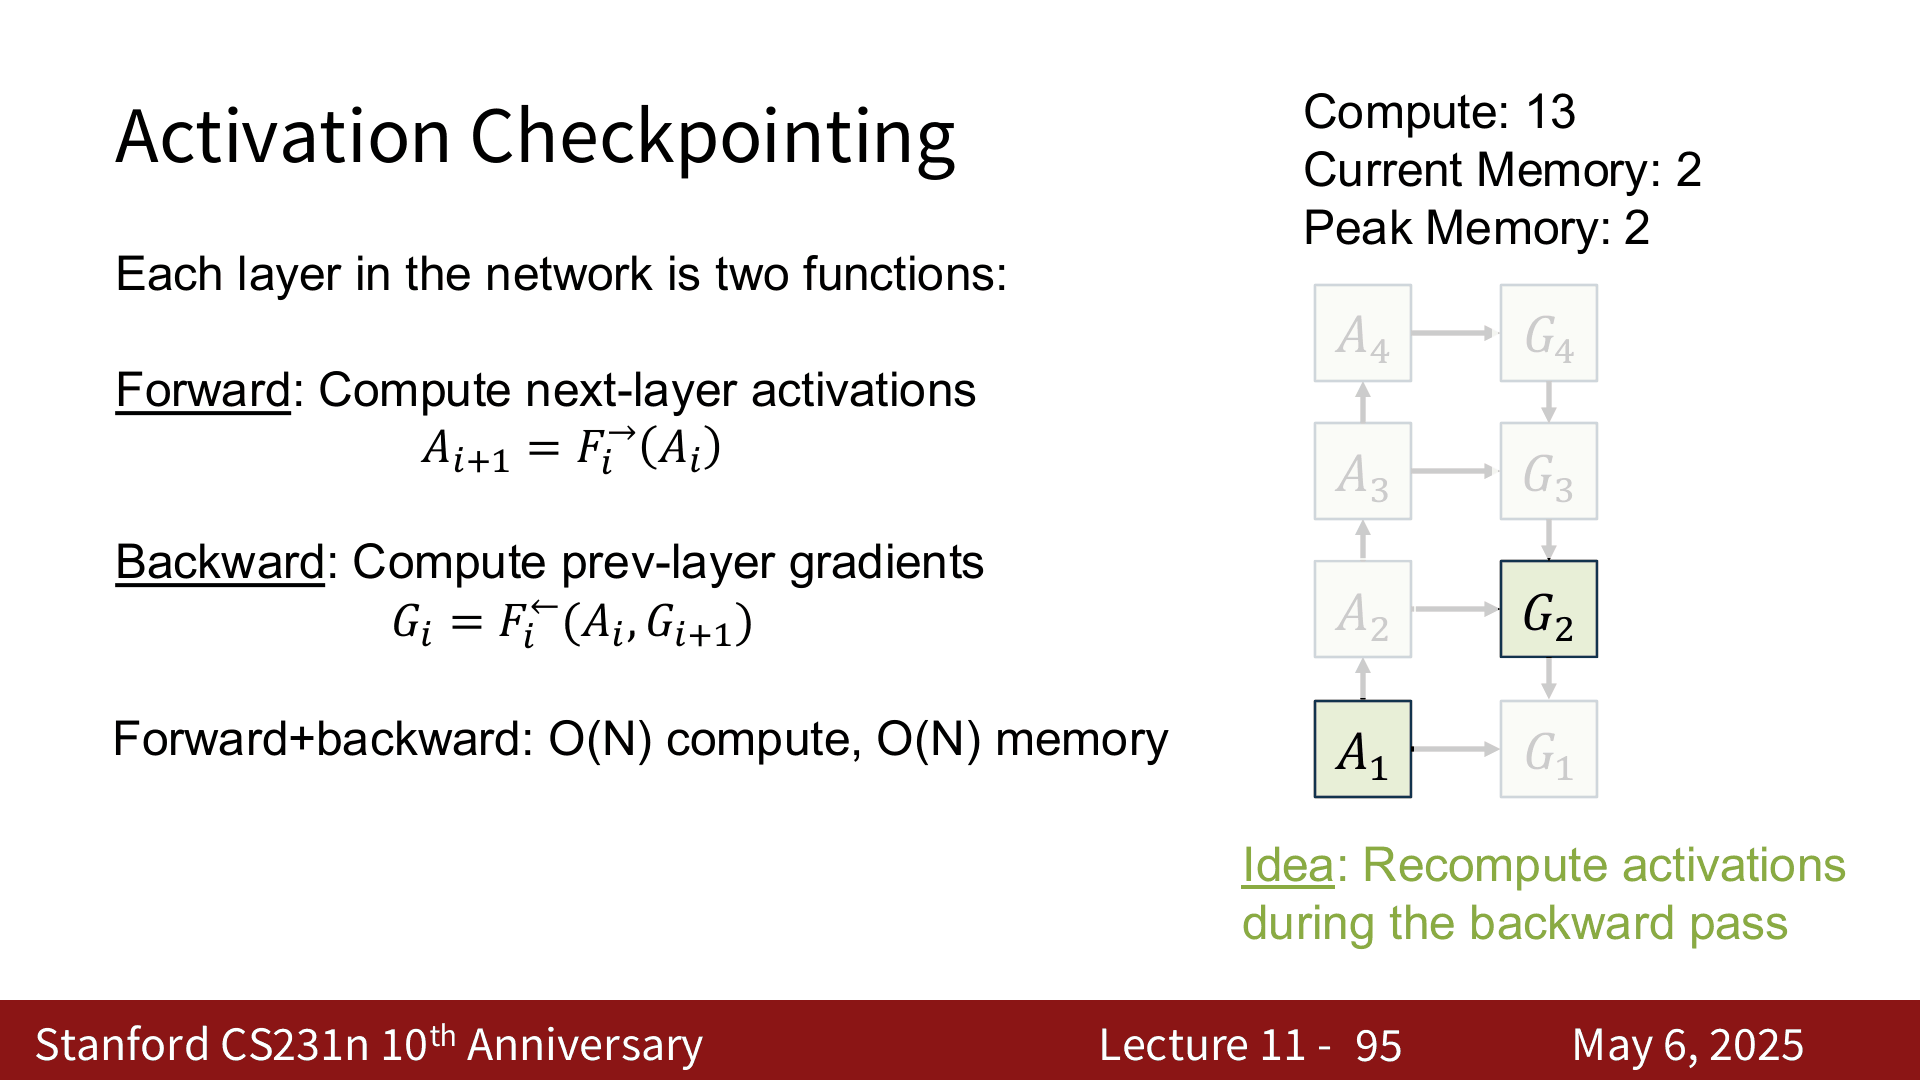 Activation Checkpointing
Each layer in the network is two functions:
Forward: Compute next-layer activations
A_{i+1} = F_i^→(A_i)
Backward: Compute prev-layer gradients
G_i = F_i^←(A_i, G_{i+1})
Forward+backward: O(N) compute, O(N) memory
Compute: 13
Current Memory: 2
Peak Memory: 2
A_4 G_4
A_3 G_3
A_2 G_2
A_1 G_1
Idea: Recompute activations
during the backward pass
Stanford CS231n 10th Anniversary Lecture 11 - 95 May 6, 2025